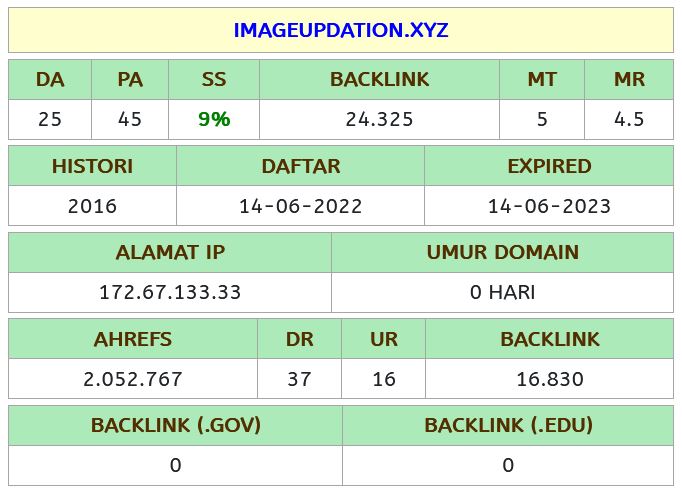 IMAGEUPDATION.XYZ
DA PA SS BACKLINK MT MR
25 45 9% 24.325 5 4.5
HISTORI DAFTAR EXPIRED
2016 14-06-2022 14-06-2023
ALAMAT IP UMUR DOMAIN
172.67.133.33 0 HARI
AHREFS DR UR BACKLINK
2.052.767 37 16 16.830
BACKLINK (.GOV) BACKLINK (.EDU)
0 0